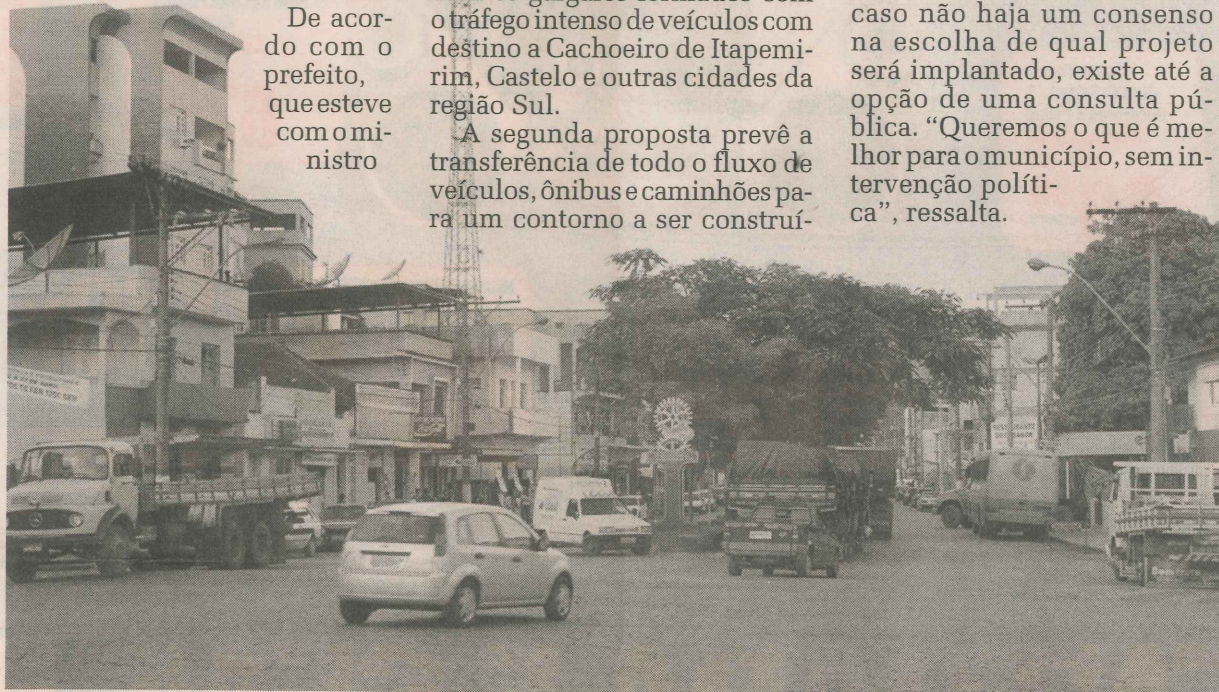 De acor-
do com o
prefeito,
que esteve
com o mi-
nistro
o tráfego intenso de veículos com
destino a Cachoeiro de Itapemi-
rim, Castelo e outras cidades da
região Sul.
A segunda proposta prevê a
transferência de todo o fluxo de
veículos, ônibus e caminhões pa-
ra um contorno a ser construí-
caso não haja um consenso
na escolha de qual projeto
será implantado, existe até a
opção de uma consulta pú-
blica. “Queremos o que é me-
lhor para o município, sem in-
tervenção políti-
ca”, ressalta.